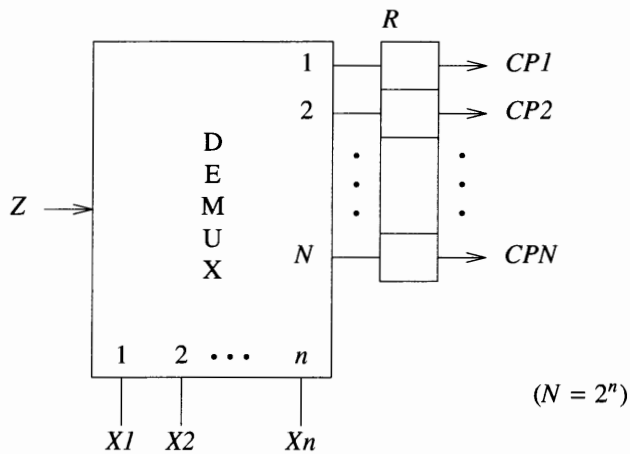 R
1 CP1
2 CP2
D
E
M
U
X
Z
N CPN
1 2 • • • n
(N = 2ⁿ)
X1 X2 Xn